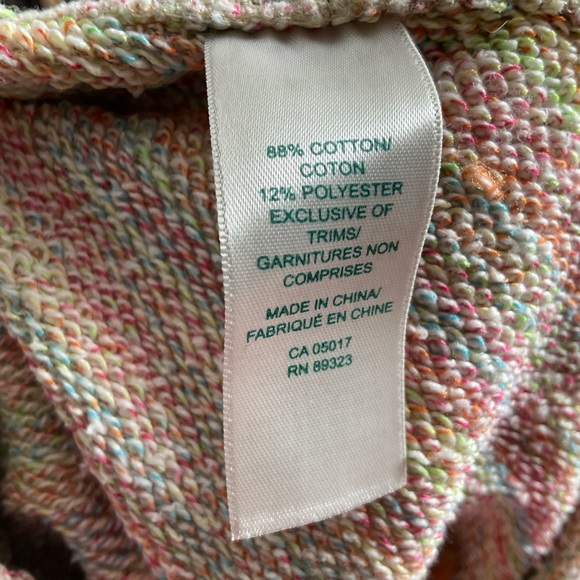 88% COTTON/
COTON
12% POLYESTER
EXCLUSIVE OF
TRIMS/
GARNITURES NON
COMPRISES
MADE IN CHINA/
FABRIQUÉ EN CHINE
CA 05017
RN 89323